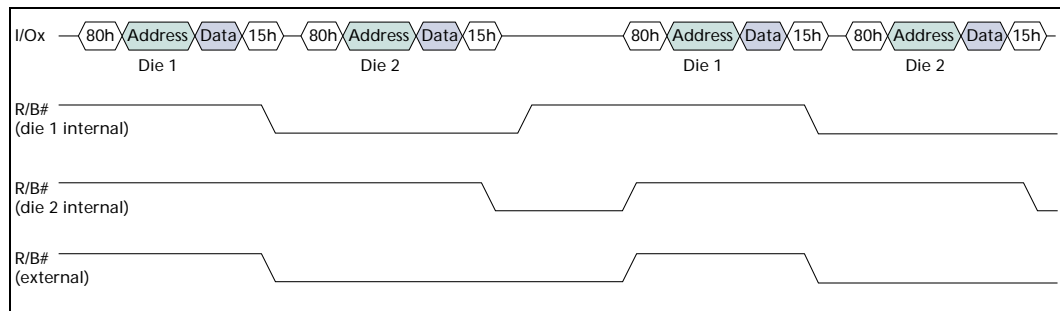 I/Ox 80h Address Data 15h 80h Address Data 15h 80h Address Data 15h 80h Address Data 15h
Die 1 Die 2 Die 1 Die 2
R/B#
(die 1 internal)
R/B#
(die 2 internal)
R/B#
(external)